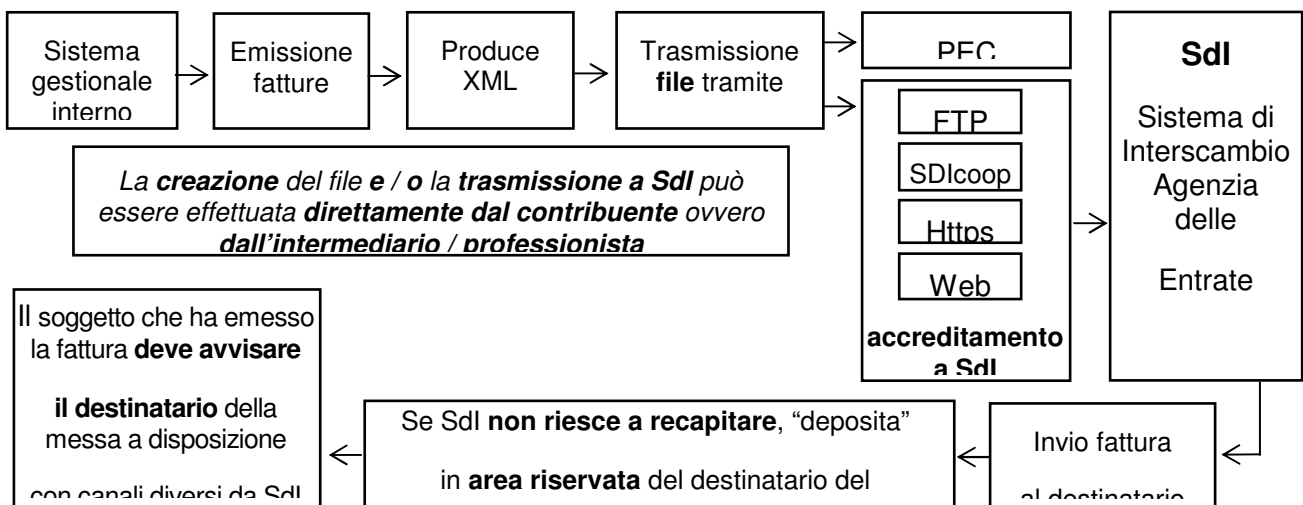 Sistema
gestionale
interno
Emissione
fatture
Produce
XML
Trasmissione
file tramite
PEC
FTP
SDIcoop
Https
Web
accreditamento
a SdI
SdI
Sistema di
Interscambio
Agenzia
delle
Entrate
La creazione del file e / o la trasmissione a SdI può
essere effettuata direttamente dal contribuente ovvero
dall'intermediario / professionista
Il soggetto che ha emesso
la fattura deve avvisare
il destinatario della
messa a disposizione
con canali diversi da SdI
Se SdI non riesce a recapitare, “deposita”
in area riservata del destinatario del
Invio fattura
al destinatario